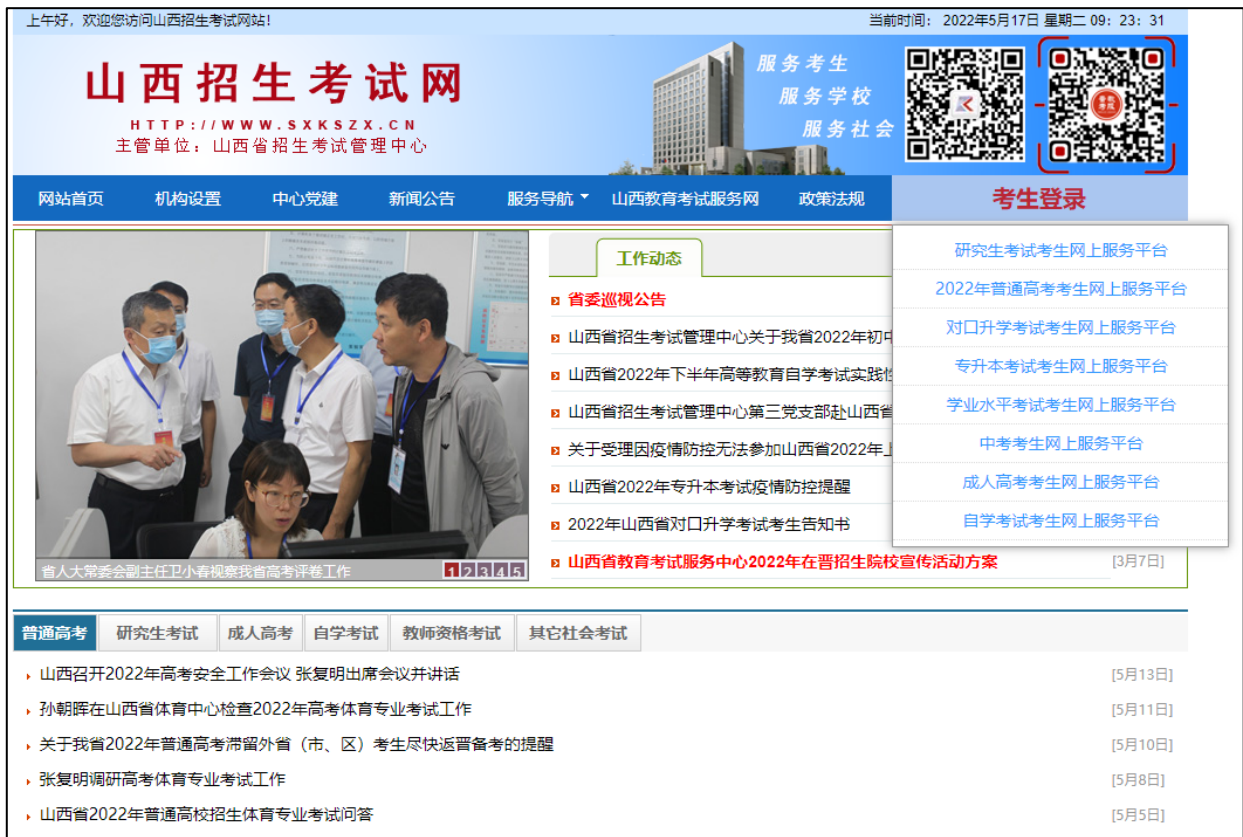 上午好，欢迎您访问山西招生考试网站！
当前时间： 2022年5月17日 星期二 09：23：31
山西招生考试网
HTTP://WWW.SXKSZX.CN
主管单位：山西省招生考试管理中心
服务考生
服务学校
服务社会
网站首页 机构设置 中心党建 新闻公告 服务导航 山西教育考试服务网 政策法规 考生登录
研究生考试考生网上服务平台
2022年普通高考考生网上服务平台
对口升学考试考生网上服务平台
专升本考试考生网上服务平台
学业水平考试考生网上服务平台
中考考生网上服务平台
成人高考考生网上服务平台
自学考试考生网上服务平台
工作动态
省委巡视公告
山西省招生考试管理中心关于我省2022年初中
山西省2022年下半年高等教育自学考试实践性
山西省招生考试管理中心第三党支部赴山西省
关于受理因疫情防控无法参加山西省2022年上
山西省2022年专升本考试疫情防控提醒
2022年山西省对口升学考试考生告知书
山西省教育考试服务中心2022年在晋招生院校宣传活动方案 [3月7日]
省人大常委会副主任卫小春视察我省高考评卷工作 1 2 3 4 5
普通高考 研究生考试 成人高考 自学考试 教师资格考试 其它社会考试
山西召开2022年高考安全工作会议 张复明出席会议并讲话 [5月13日]
孙朝晖在山西省体育中心检查2022年高考体育专业考试工作 [5月11日]
关于我省2022年普通高考滞留外省（市、区）考生尽快返晋备考的提醒 [5月10日]
张复明调研高考体育专业考试工作 [5月8日]
山西省2022年普通高校招生体育专业考试问答 [5月5日]